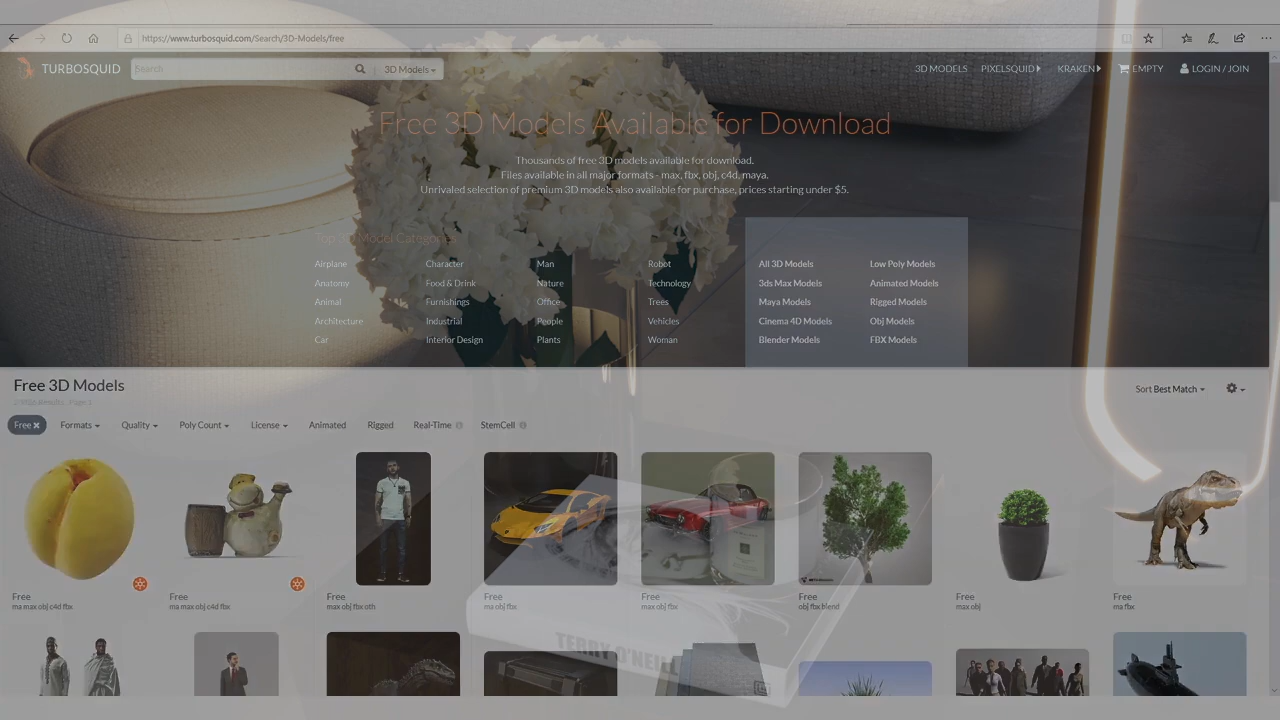 https://www.turbosquid.com/Search/3D-Models/free
TURBOSQUID
Search
3D Models
3D MODELS
PIXELSQUID
KRAKEN
EMPTY
LOGIN / JOIN
Free 3D Models Available for Download
Thousands of free 3D models available for download.
Files available in all major formats - max, fbx, obj, c4d, maya.
Unrivaled selection of premium 3D models also available for purchase, prices starting under $5.
Top 3D Model Categories
Airplane
Anatomy
Animal
Architecture
Car
Character
Food & Drink
Furnishings
Industrial
Interior Design
Man
Nature
Office
People
Plants
Robot
Technology
Trees
Vehicles
Woman
All 3D Models
3ds Max Models
Maya Models
Cinema 4D Models
Blender Models
Low Poly Models
Animated Models
Rigged Models
Obj Models
FBX Models
Free 3D Models
Results Page 1
Sort Best Match
Free
Formats
Quality
Poly Count
License
Animated
Rigged
Real-Time
StemCell
Free
ma max obj c4d fbx
Free
ma max obj c4d fbx
Free
max obj fbx oth
Free
ma obj fbx
Free
max obj fbx
Free
obj fbx blend
Free
max obj
Free
ma fbx
TERRY O'NEILL